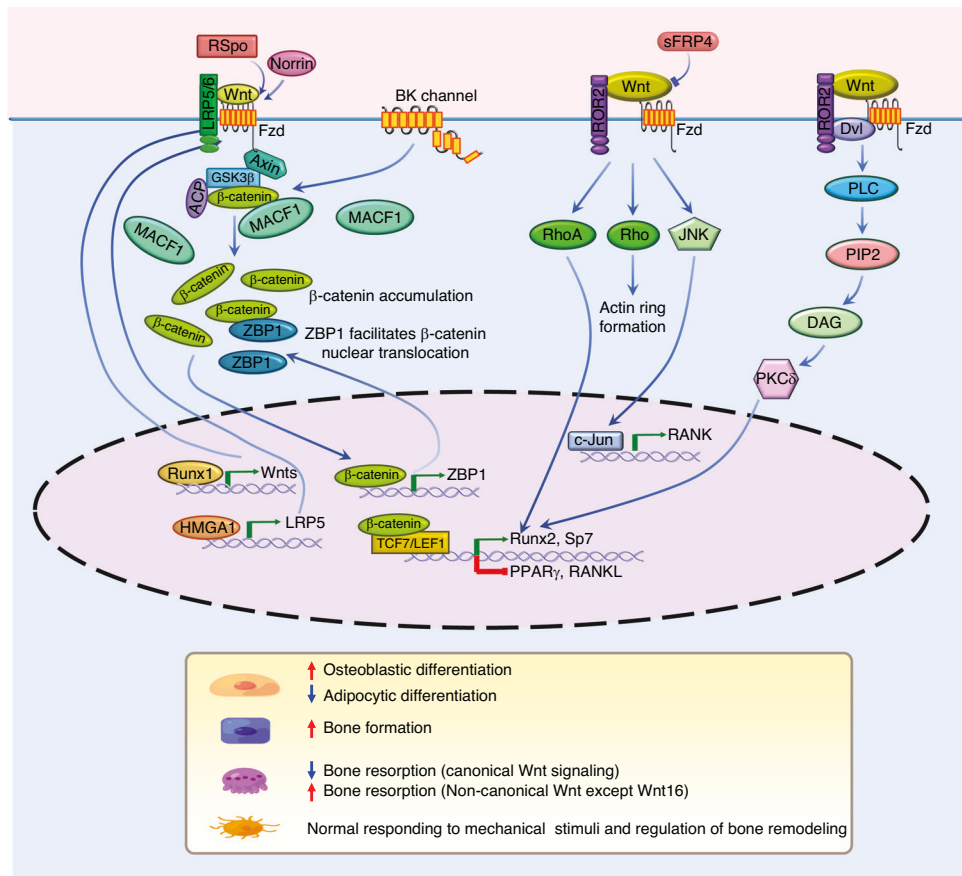 RSpo
Norrin
LRP5/6
Wnt
Fzd
BK channel
sFRP4
ROR2
Wnt
Fzd
ROR2
Wnt
Dvl
Fzd
Axin
GSK3β
ACP
β-catenin
MACF1
MACF1
MACF1
PLC
RhoA
Rho
JNK
PIP2
β-catenin
β-catenin
β-catenin accumulation
β-catenin
ZBP1
β-catenin
ZBP1 facilitates β-catenin
nuclear translocation
ZBP1
Actin ring
formation
DAG
PKCδ
c-Jun
RANK
Runx1
Wnts
β-catenin
ZBP1
HMGA1
LRP5
β-catenin
TCF7/LEF1
Runx2, Sp7
PPARγ, RANKL
Osteoblastic differentiation
Adipocytic differentiation
Bone formation
Bone resorption (canonical Wnt signaling)
Bone resorption (Non-canonical Wnt except Wnt16)
Normal responding to mechanical stimuli and regulation of bone remodeling